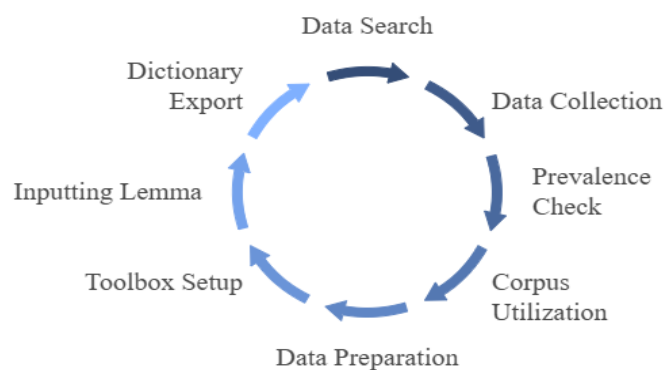 Data Search
Data Collection
Prevalence
Check
Corpus
Utilization
Data Preparation
Toolbox Setup
Inputting Lemma
Dictionary
Export